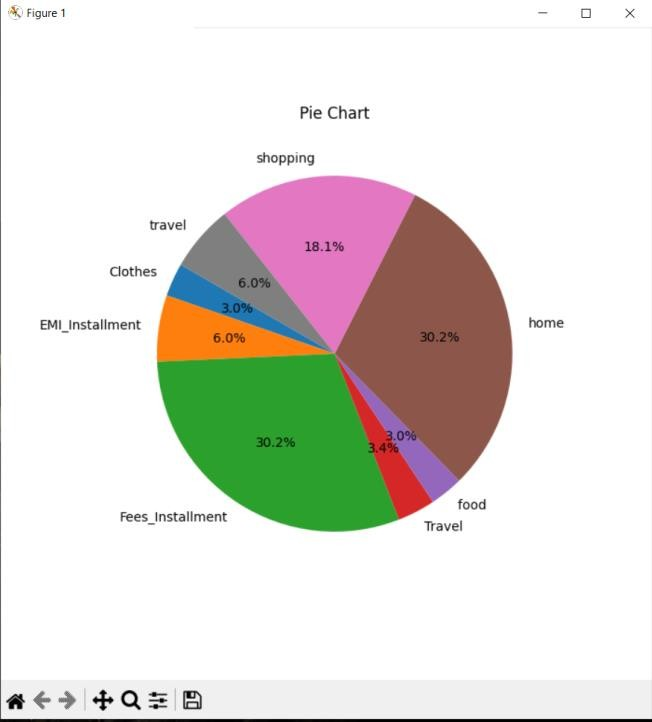 Figure 1
Pie Chart
shopping
travel
Clothes
EMI_Installment
Fees_Installment
Travel
food
home
18.1%
6.0%
3.0%
6.0%
30.2%
3.4%
3.0%
30.2%